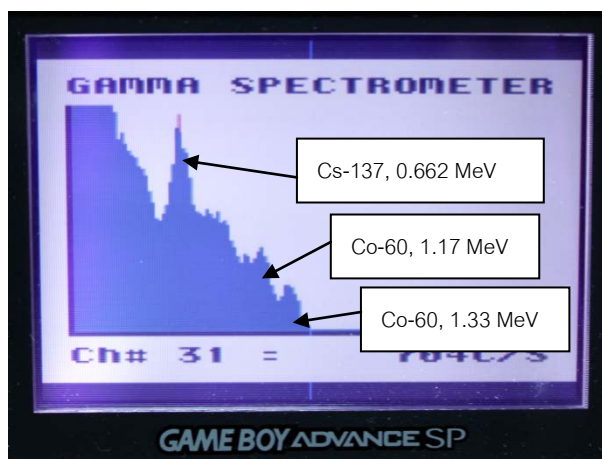 GAMMA SPECTROMETER
Cs-137, 0.662 MeV
Co-60, 1.17 MeV
Co-60, 1.33 MeV
Ch# 31 = 704C/S
GAME BOY ADVANCE SP